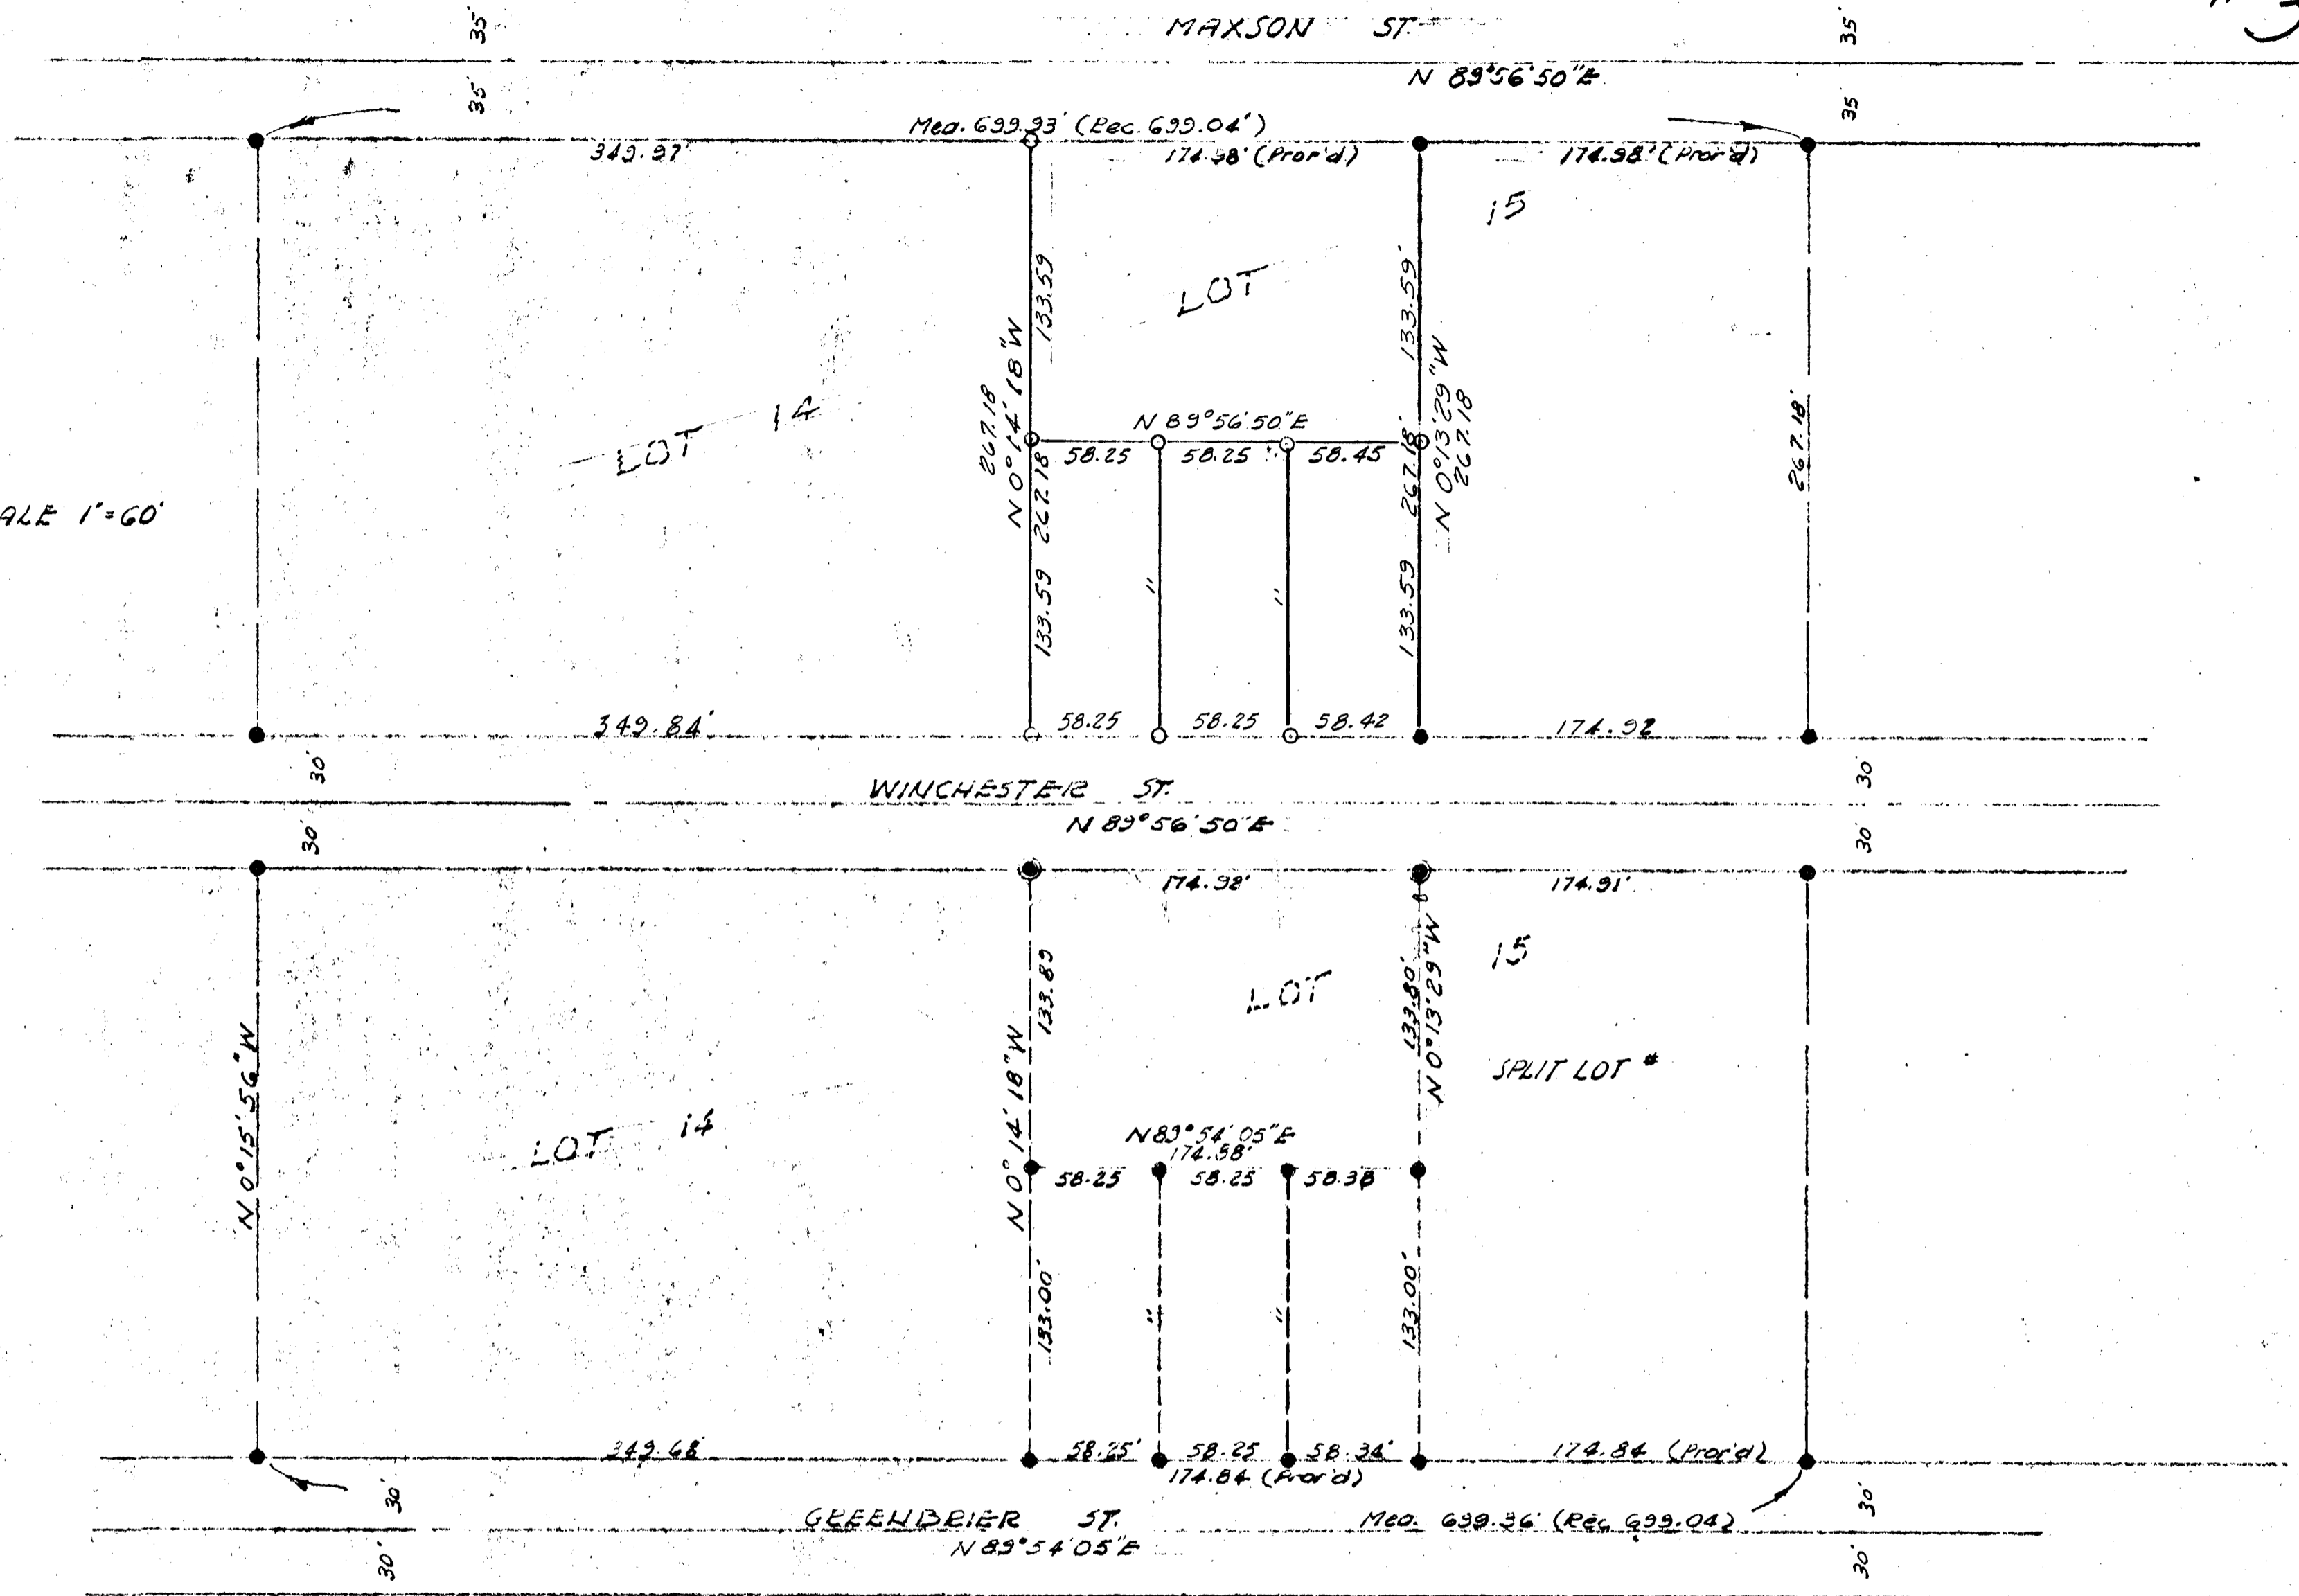 MAXSON ST.
35'
35'
N 89°56'50"E
35'
35'
Mea. 699.93' (Rec. 699.04')
349.97'
174.98' (Pror'd)
174.98' (Pror'd)
LOT 15
133.59
133.59'
267.18
N 0°14'18"W
267.18
N 0°13'29"W
267.18
267.18'
267.18'
LOT 14
N 89°56'50"E
58.25
58.25
58.45
ALE 1"=60'
133.59
"
"
133.59
349.84'
58.25
58.25
58.42
174.92
30'
30'
WINCHESTER ST.
30'
30'
N 89°56'50"E
174.92'
174.91'
133.89
133.80'
N 0°13'29"W
LOT 15
N 0°15'56"W
N 0°14'18"W
SPLIT LOT #
LOT 14
N 89°54'05"E
174.88'
58.25
58.25
58.38
133.00'
"
"
133.00'
349.68'
58.25'
58.25
58.34'
174.84 (Pror'd)
174.84 (Pror'd)
30'
30'
GREENBRIER ST.
Mea. 699.36' (Rec 699.04)
N 89°54'05"E
30'
30'